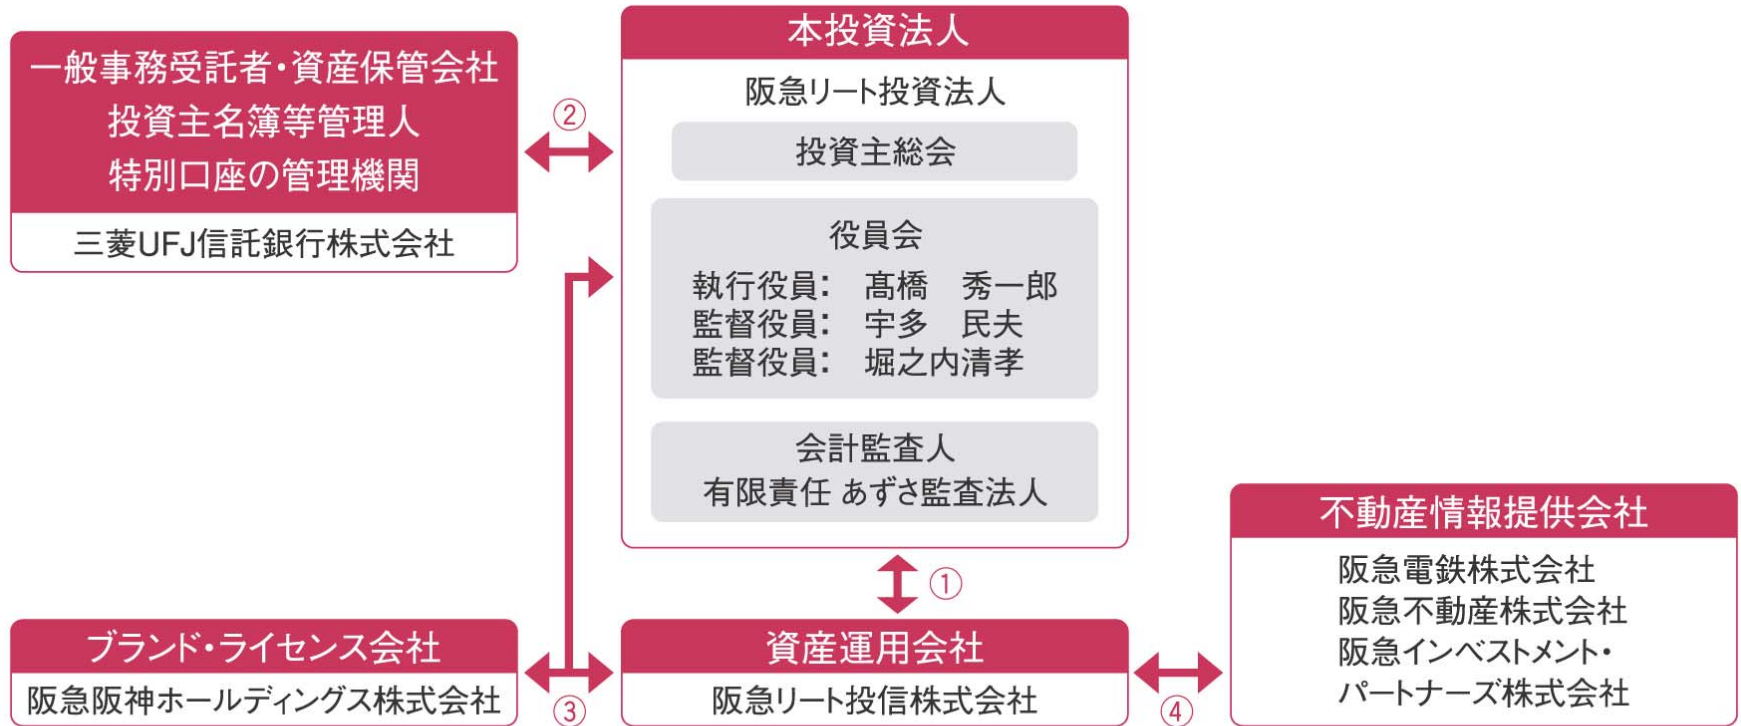 一般事務受託者・資産保管会社
投資主名簿等管理人
特別口座の管理機関
三菱UFJ信託銀行株式会社
②
本投資法人
阪急リート投資法人
投資主総会
役員会
執行役員： 髙橋 秀一郎
監督役員： 宇多 民夫
監督役員： 堀之内清孝
会計監査人
有限責任 あずさ監査法人
①
ブランド・ライセンス会社
阪急阪神ホールディングス株式会社
③
資産運用会社
阪急リート投信株式会社
④
不動産情報提供会社
阪急電鉄株式会社
阪急不動産株式会社
阪急インベストメント・
パートナーズ株式会社